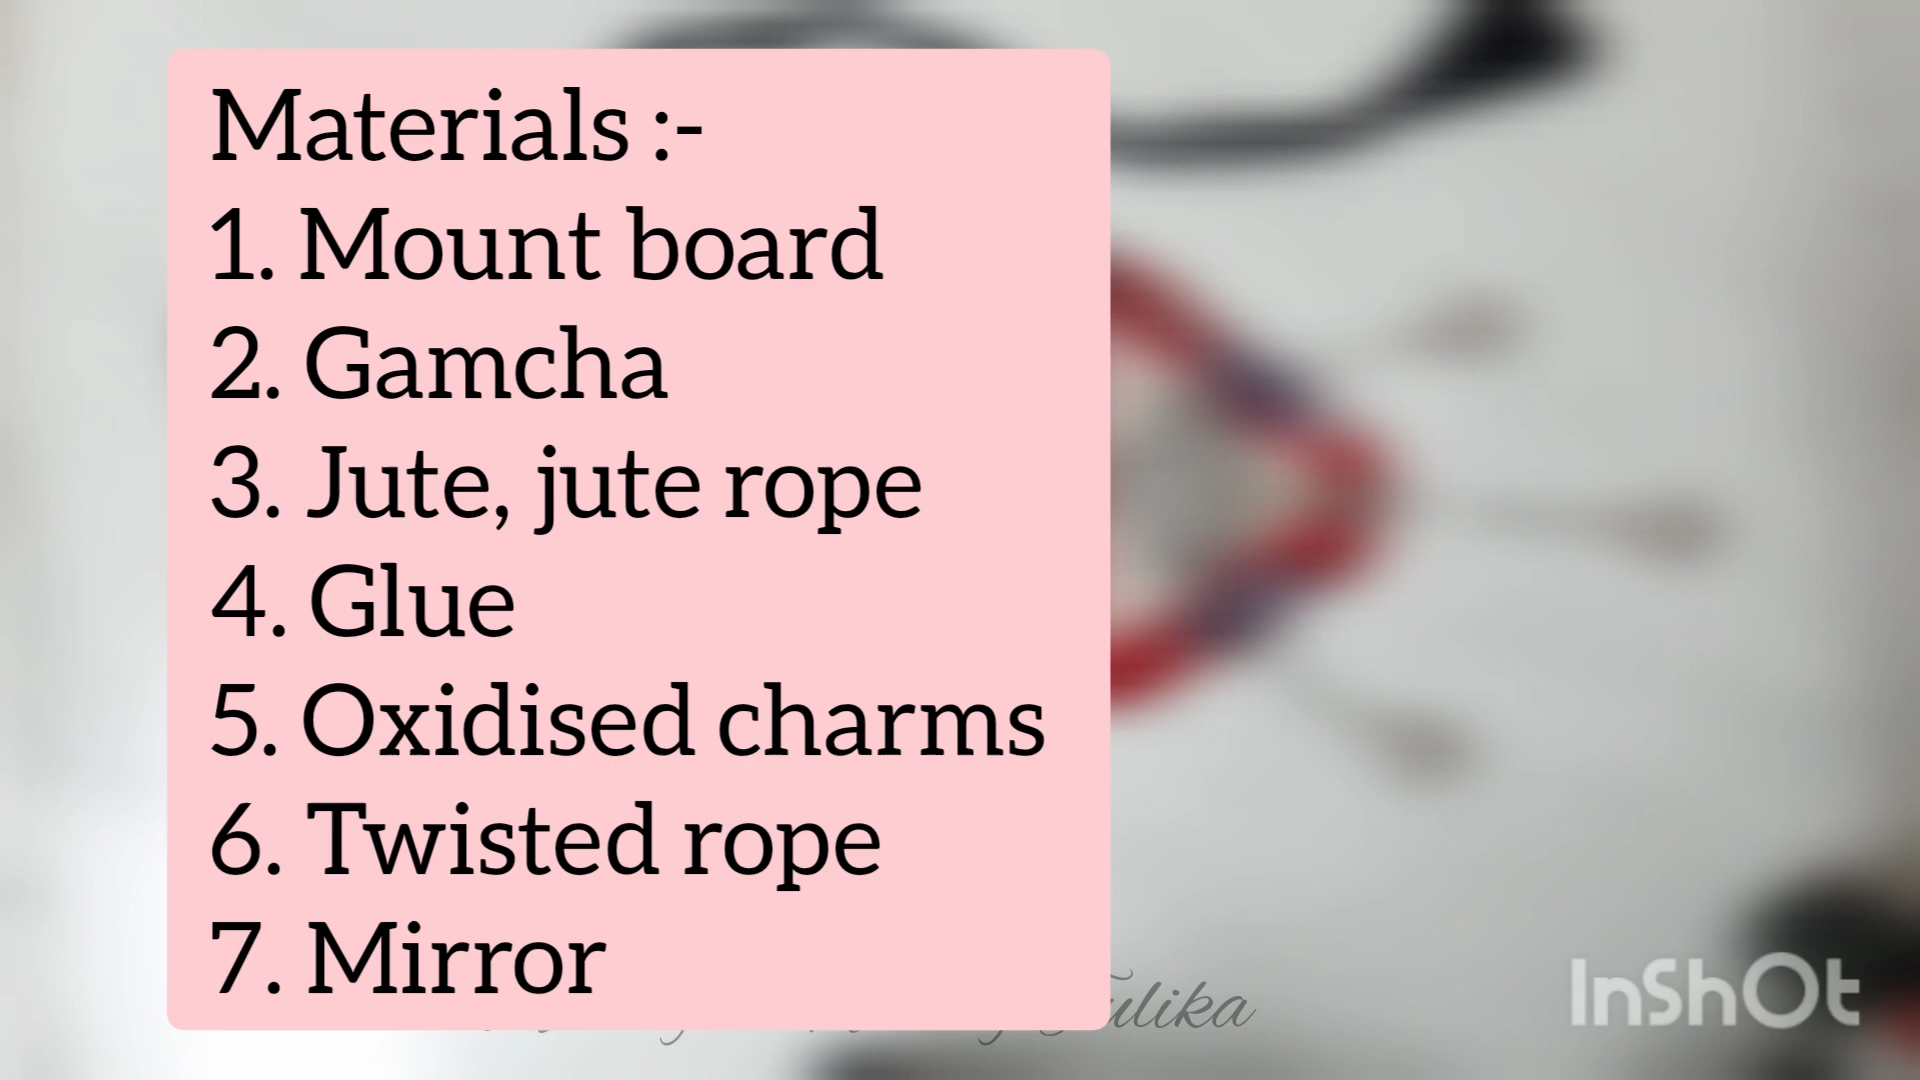 Materials :-
1. Mount board
2. Gamcha
3. Jute, jute rope
4. Glue
5. Oxidised charms
6. Twisted rope
7. Mirror
InShOt